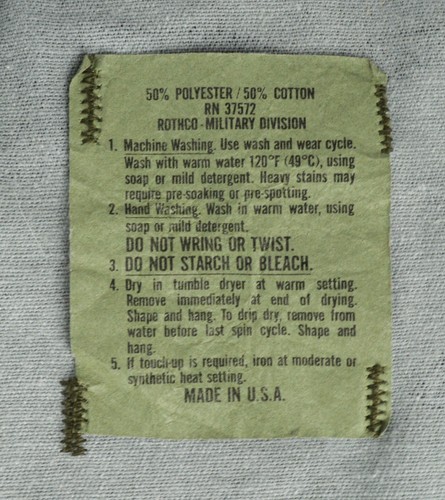 50% POLYESTER / 50% COTTON
RN 37572
ROTHCO-MILITARY DIVISION
1. Machine Washing. Use wash and wear cycle.
Wash with warm water 120°F (49°C), using
soap or mild detergent. Heavy stains may
require pre-soaking or pre-spotting.
2. Hand Washing. Wash in warm water, using
soap or mild detergent.
DO NOT WRING OR TWIST.
3. DO NOT STARCH OR BLEACH.
4. Dry in tumble dryer at warm setting.
Remove immediately at end of drying.
Shape and hang. To drip dry, remove from
water before last spin cycle. Shape and
hang.
5. If touch-up is required, iron at moderate or
synthetic heat setting.
MADE IN U.S.A.